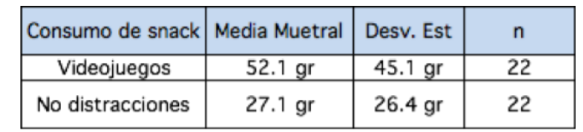 Consumo de snack Media Muetral Desv. Est n
Videojuegos 52.1 gr 45.1 gr 22
No distracciones 27.1 gr 26.4 gr 22